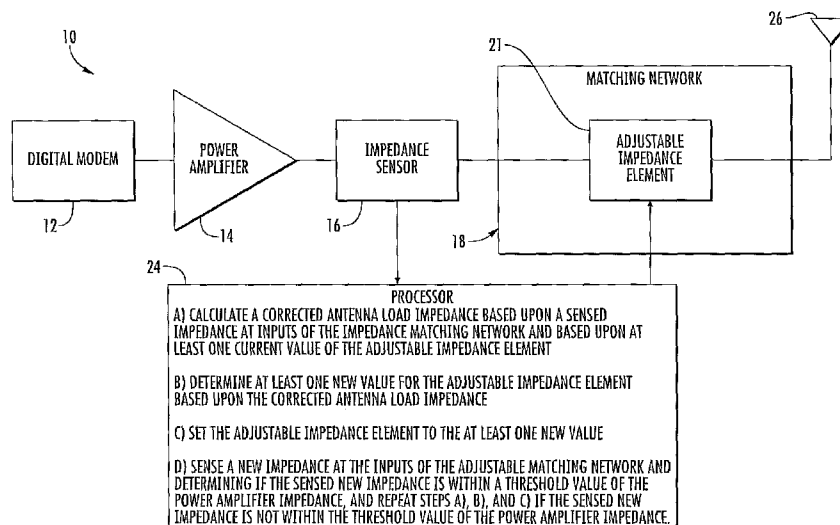 10
26
21
MATCHING NETWORK
DIGITAL MODEM
POWER
AMPLIFIER
IMPEDANCE
SENSOR
ADJUSTABLE
IMPEDANCE
ELEMENT
12
14
16
18
24
PROCESSOR
A) CALCULATE A CORRECTED ANTENNA LOAD IMPEDANCE BASED UPON A SENSED
IMPEDANCE AT INPUTS OF THE IMPEDANCE MATCHING NETWORK AND BASED UPON AT
LEAST ONE CURRENT VALUE OF THE ADJUSTABLE IMPEDANCE ELEMENT
B) DETERMINE AT LEAST ONE NEW VALUE FOR THE ADJUSTABLE IMPEDANCE ELEMENT
BASED UPON THE CORRECTED ANTENNA LOAD IMPEDANCE
C) SET THE ADJUSTABLE IMPEDANCE ELEMENT TO THE AT LEAST ONE NEW VALUE
D) SENSE A NEW IMPEDANCE AT THE INPUTS OF THE ADJUSTABLE MATCHING NETWORK AND
DETERMINING IF THE SENSED NEW IMPEDANCE IS WITHIN A THRESHOLD VALUE OF THE
POWER AMPLIFIER IMPEDANCE, AND REPEAT STEPS A), B), AND C) IF THE SENSED NEW
IMPEDANCE IS NOT WITHIN THE THRESHOLD VALUE OF THE POWER AMPLIFIER IMPEDANCE.